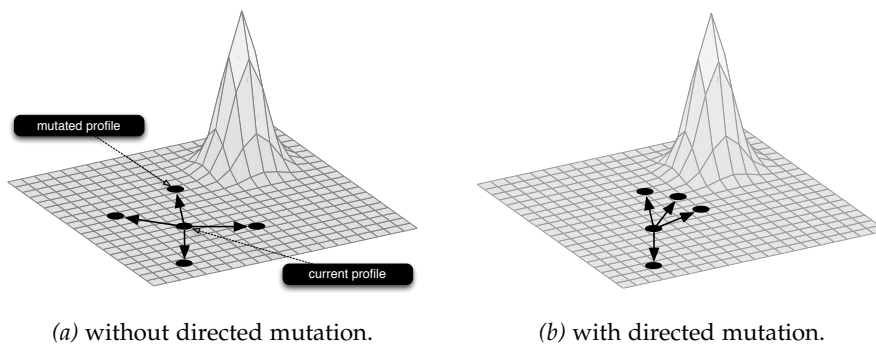 mutated profile
current profile
(a) without directed mutation.
(b) with directed mutation.